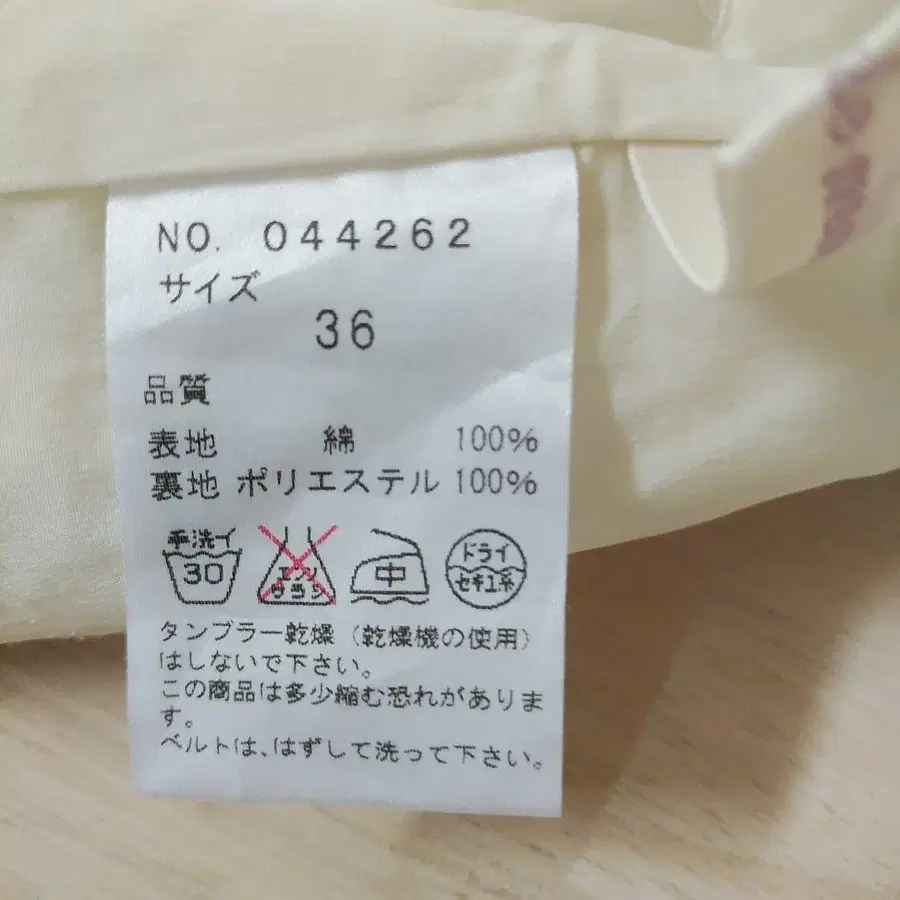 NO. 044262
サイズ
36
品質
表地 綿 100%
裏地 ポリエステル 100%
手洗イ 30
エンソサラシ
中
ドライ セキユ系
タンブラー乾燥（乾燥機の使用）
はしないで下さい。
この商品は多少縮む恐れがありま
す。
ベルトは、はずして洗って下さい。